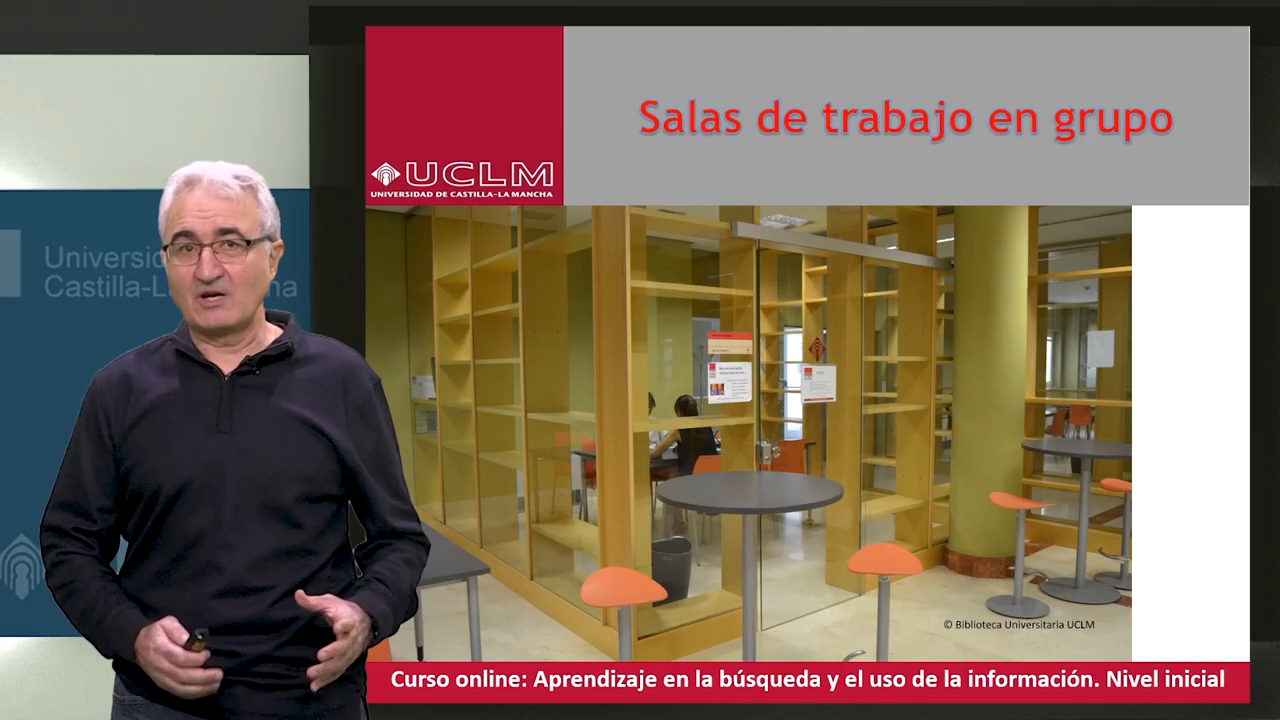 Salas de trabajo en grupo
UCLM
UNIVERSIDAD DE CASTILLA-LA MANCHA
Castilla-L
© Biblioteca Universitaria UCLM
Curso online: Aprendizaje en la búsqueda y el uso de la información. Nivel inicial